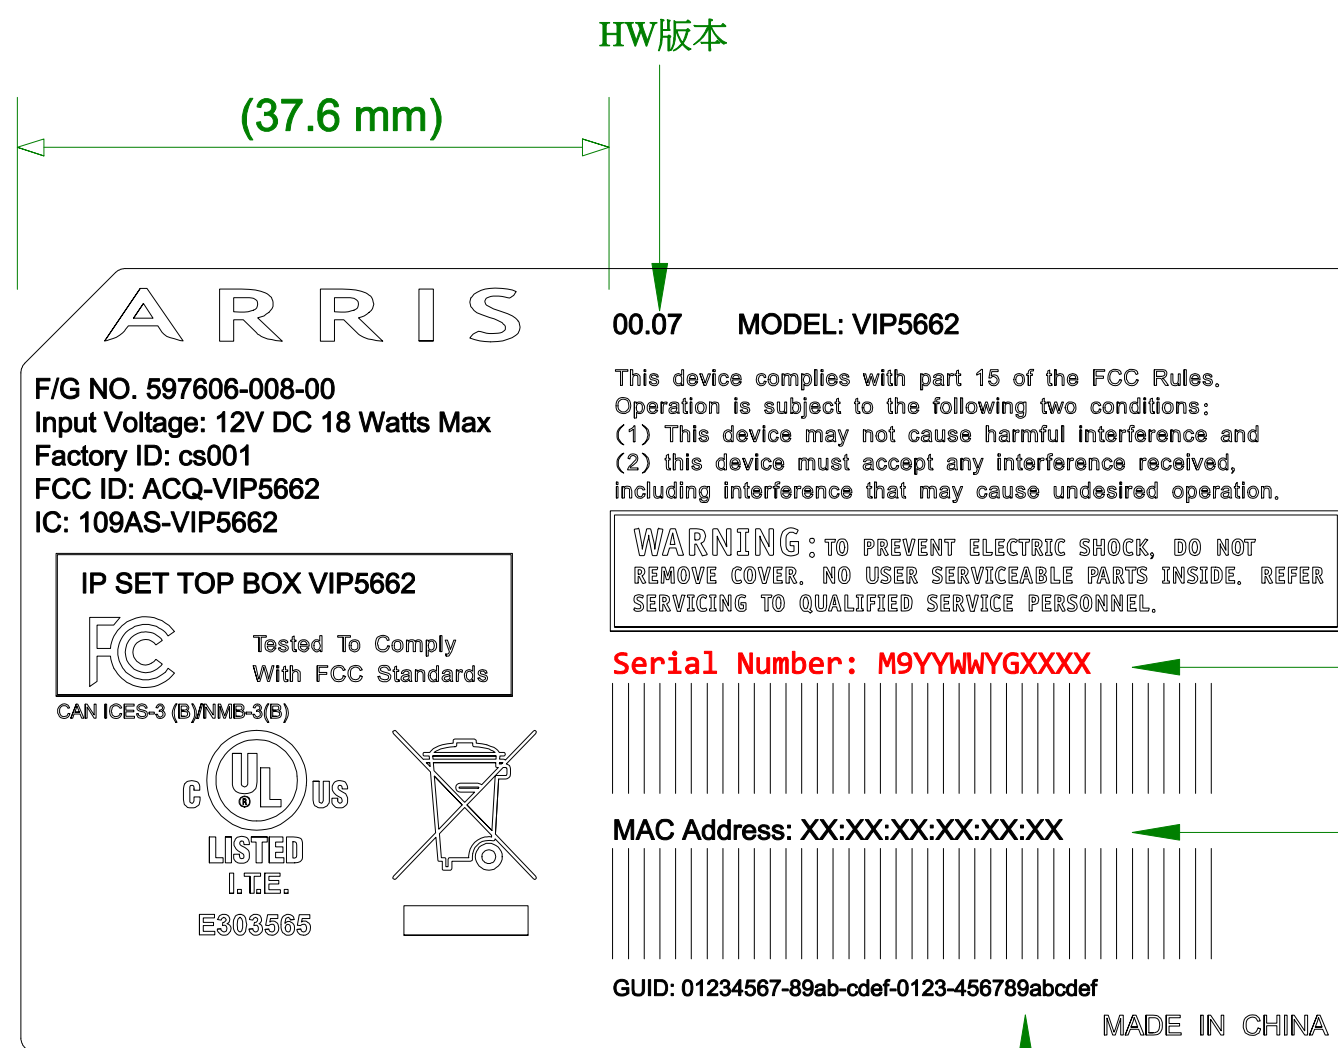 HW版本
(37.6 mm)
ARRIS
F/G NO. 597606-008-00
Input Voltage: 12V DC 18 Watts Max
Factory ID: cs001
FCC ID: ACQ-VIP5662
IC: 109AS-VIP5662
IP SET TOP BOX VIP5662
FC
Tested To Comply
With FCC Standards
CAN ICES-3 (B)/NMB-3(B)
C UL ® US
LISTED
I.T.E.
E303565
00.07 MODEL: VIP5662
This device complies with part 15 of the FCC Rules.
Operation is subject to the following two conditions:
(1) This device may not cause harmful interference and
(2) this device must accept any interference received,
including interference that may cause undesired operation.
WARNING: TO PREVENT ELECTRIC SHOCK, DO NOT
REMOVE COVER. NO USER SERVICEABLE PARTS INSIDE. REFER
SERVICING TO QUALIFIED SERVICE PERSONNEL.
Serial Number: M9YYWWYGXXXX
MAC Address: XX:XX:XX:XX:XX:XX
GUID: 01234567-89ab-cdef-0123-456789abcdef
MADE IN CHINA